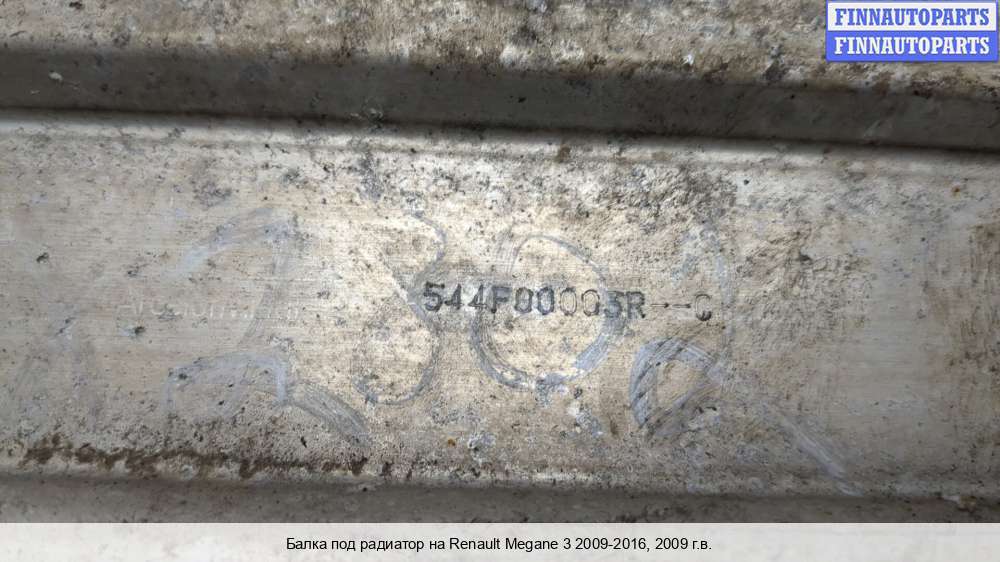 FINNAUTOPARTS
FINNAUTOPARTS
544F00003R--C
Балка под радиатор на Renault Megane 3 2009-2016, 2009 г.в.